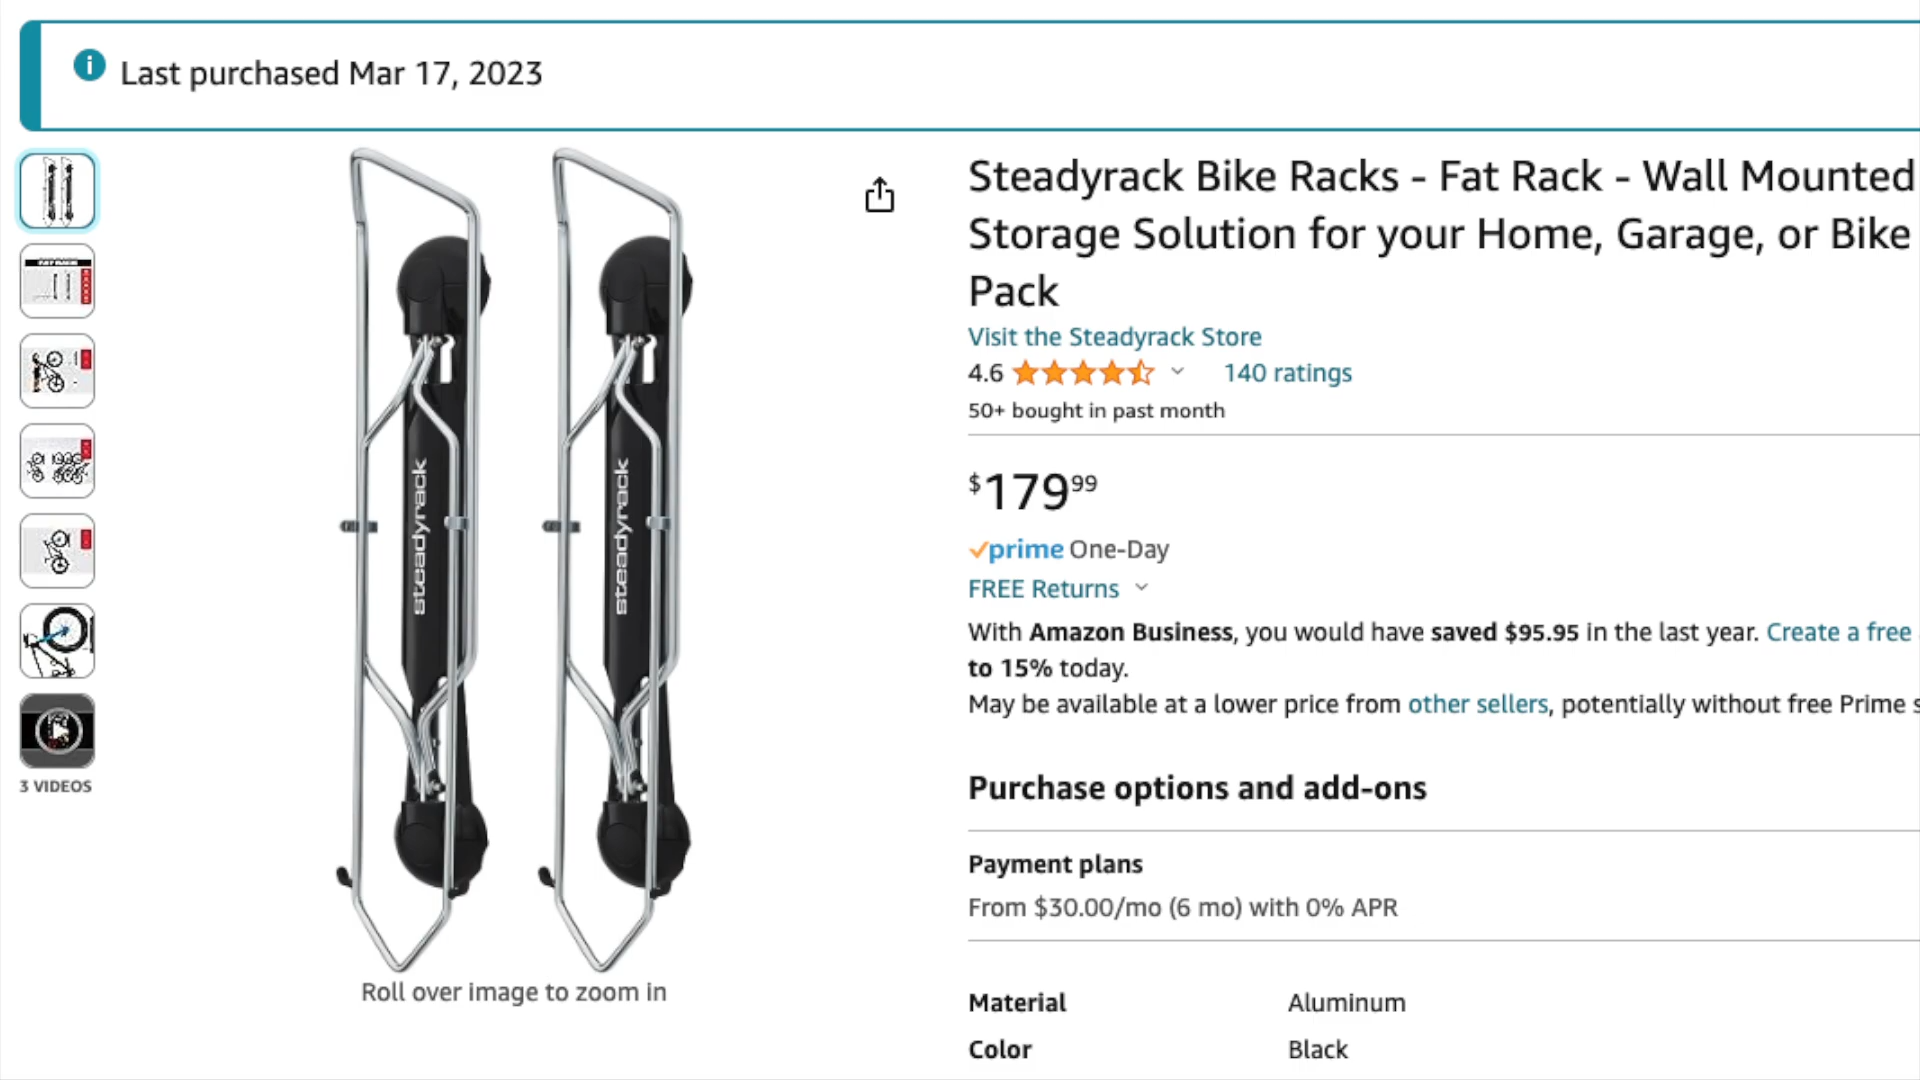 Last purchased Mar 17, 2023
Steadyrack Bike Racks - Fat Rack - Wall Mounted
Storage Solution for your Home, Garage, or Bike
Pack
Visit the Steadyrack Store
4.6 140 ratings
50+ bought in past month
$179.99
prime One-Day
FREE Returns
With Amazon Business, you would have saved $95.95 in the last year. Create a free
to 15% today.
May be available at a lower price from other sellers, potentially without free Prime s
Purchase options and add-ons
Payment plans
From $30.00/mo (6 mo) with 0% APR
Material Aluminum
Color Black
steadyrack
steadyrack
FAT RACK
3 VIDEOS
Roll over image to zoom in